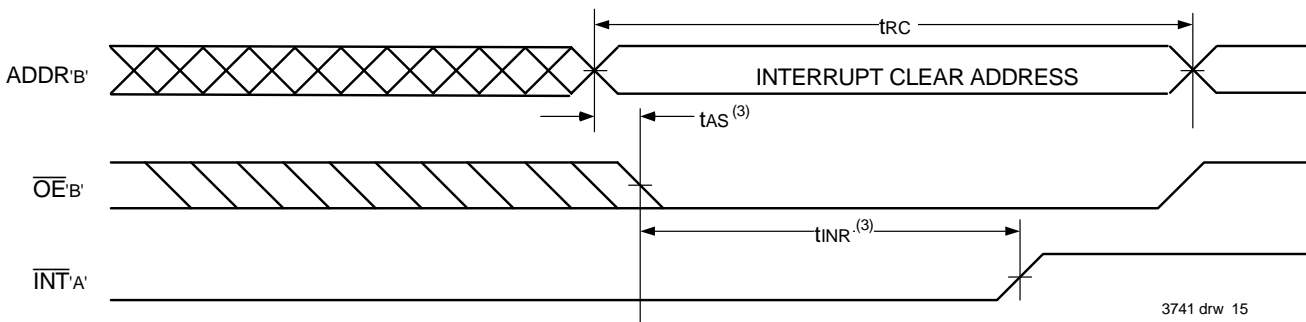 tRC
ADDR'B'
INTERRUPT CLEAR ADDRESS
tAS (3)
OE'B'
tINR (3)
INT'A'
3741 drw 15